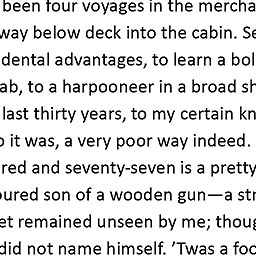 been four voyages in the mercha
way below deck into the cabin. Se
dental advantages, to learn a bol
ab, to a harpooneer in a broad sh
last thirty years, to my certain kn
o it was, a very poor way indeed.
red and seventy-seven is a pretty
oured son of a wooden gun—a str
et remained unseen by me; thoug
did not name himself. ’Twas a foo